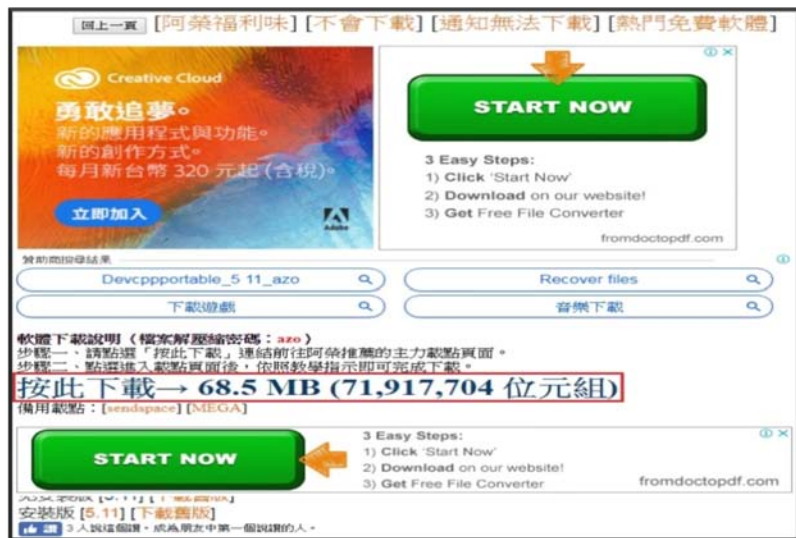 回上一頁 [阿榮福利味] [不會下載] [通知無法下載] [熱門免費軟體]
Creative Cloud
勇敢追夢。
新的應用程式與功能。
新的創作方式。
每月新台幣 320 元起 (含稅)。
立即加入
Adobe
START NOW
3 Easy Steps:
1) Click 'Start Now'
2) Download on our website!
3) Get Free File Converter
fromdoctopdf.com
贊助商搜尋結果
Devcppportable_5 11_azo
Recover files
下載遊戲
音樂下載
軟體下載說明（檔案解壓縮密碼：azo）
步驟一、請點選「按此下載」連結前往阿榮推薦的主力載點頁面。
步驟二、點選進入載點頁面後，依照教學指示即可完成下載。
按此下載→ 68.5 MB (71,917,704 位元組)
備用載點：[sendspace] [MEGA]
START NOW
3 Easy Steps:
1) Click 'Start Now'
2) Download on our website!
3) Get Free File Converter
fromdoctopdf.com
免安裝版 [5.11] [下載舊版]
安裝版 [5.11] [下載舊版]
讚 3 人說這個讚。成為朋友中第一個說讚的人。